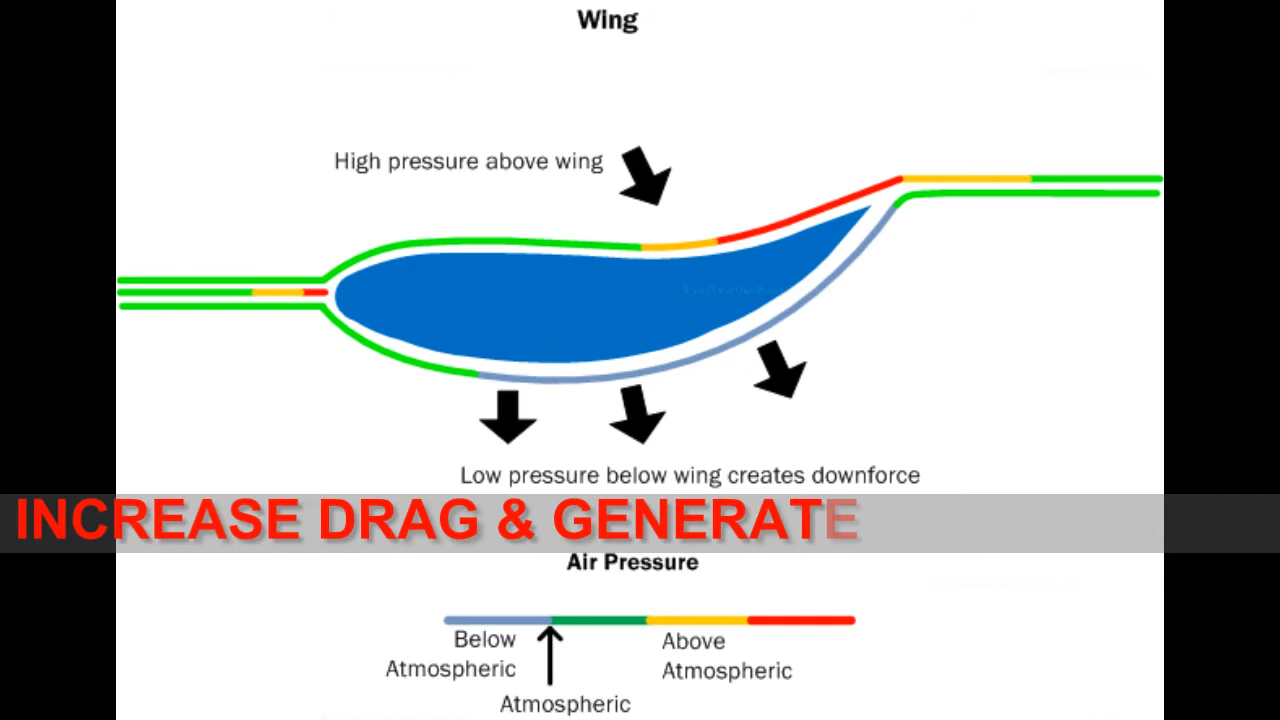 Wing
High pressure above wing
Low pressure below wing creates downforce
INCREASE DRAG & GENERATE
Air Pressure
Below
Atmospheric
Above
Atmospheric
Atmospheric